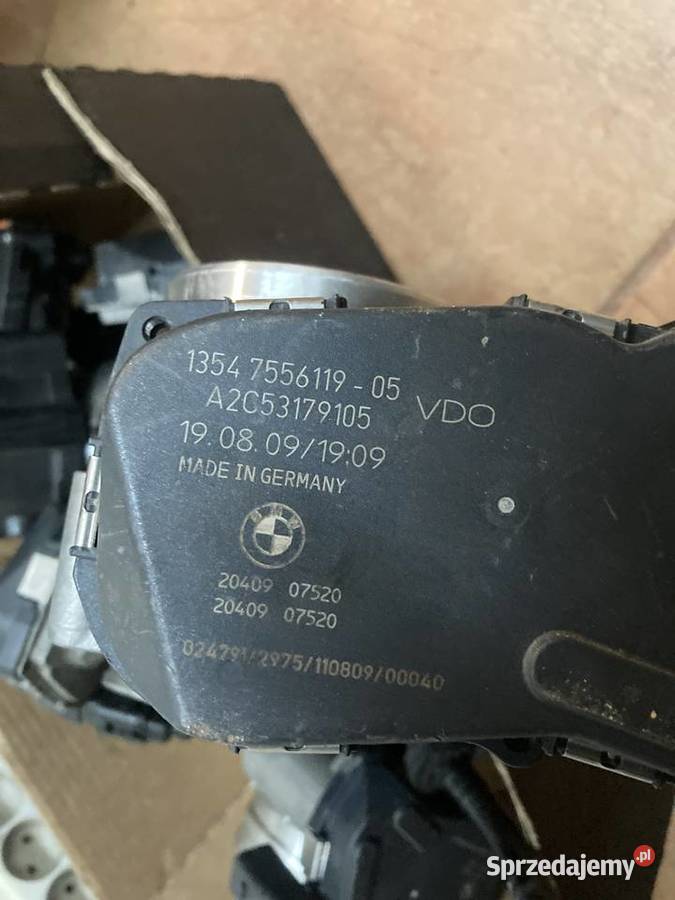 1354 7556119 - 05
A2C53179105 VDO
19.08.09/19:09
MADE IN GERMANY
BMW
20409 07520
20409 07520
024791/2975/110809/00040
Sprzedajemy.pl